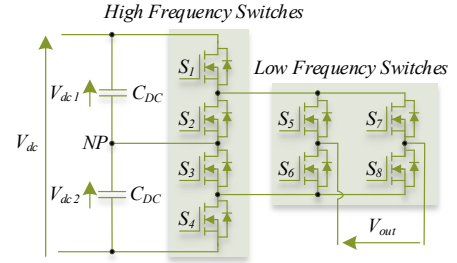 High Frequency Switches
Low Frequency Switches
S1
Vdc1
CDC
S2
S5
S7
Vdc
NP
S3
S6
S8
Vdc2
CDC
S4
Vout